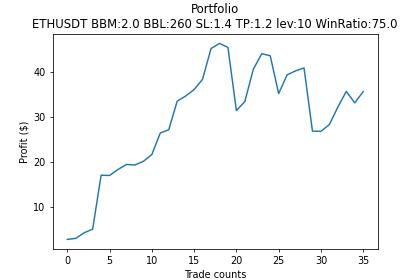 Portfolio
ETHUSDT BBM:2.0 BBL:260 SL:1.4 TP:1.2 lev:10 WinRatio:75.0
40
30
20
10
Profit ($)
0 5 10 15 20 25 30 35
Trade counts